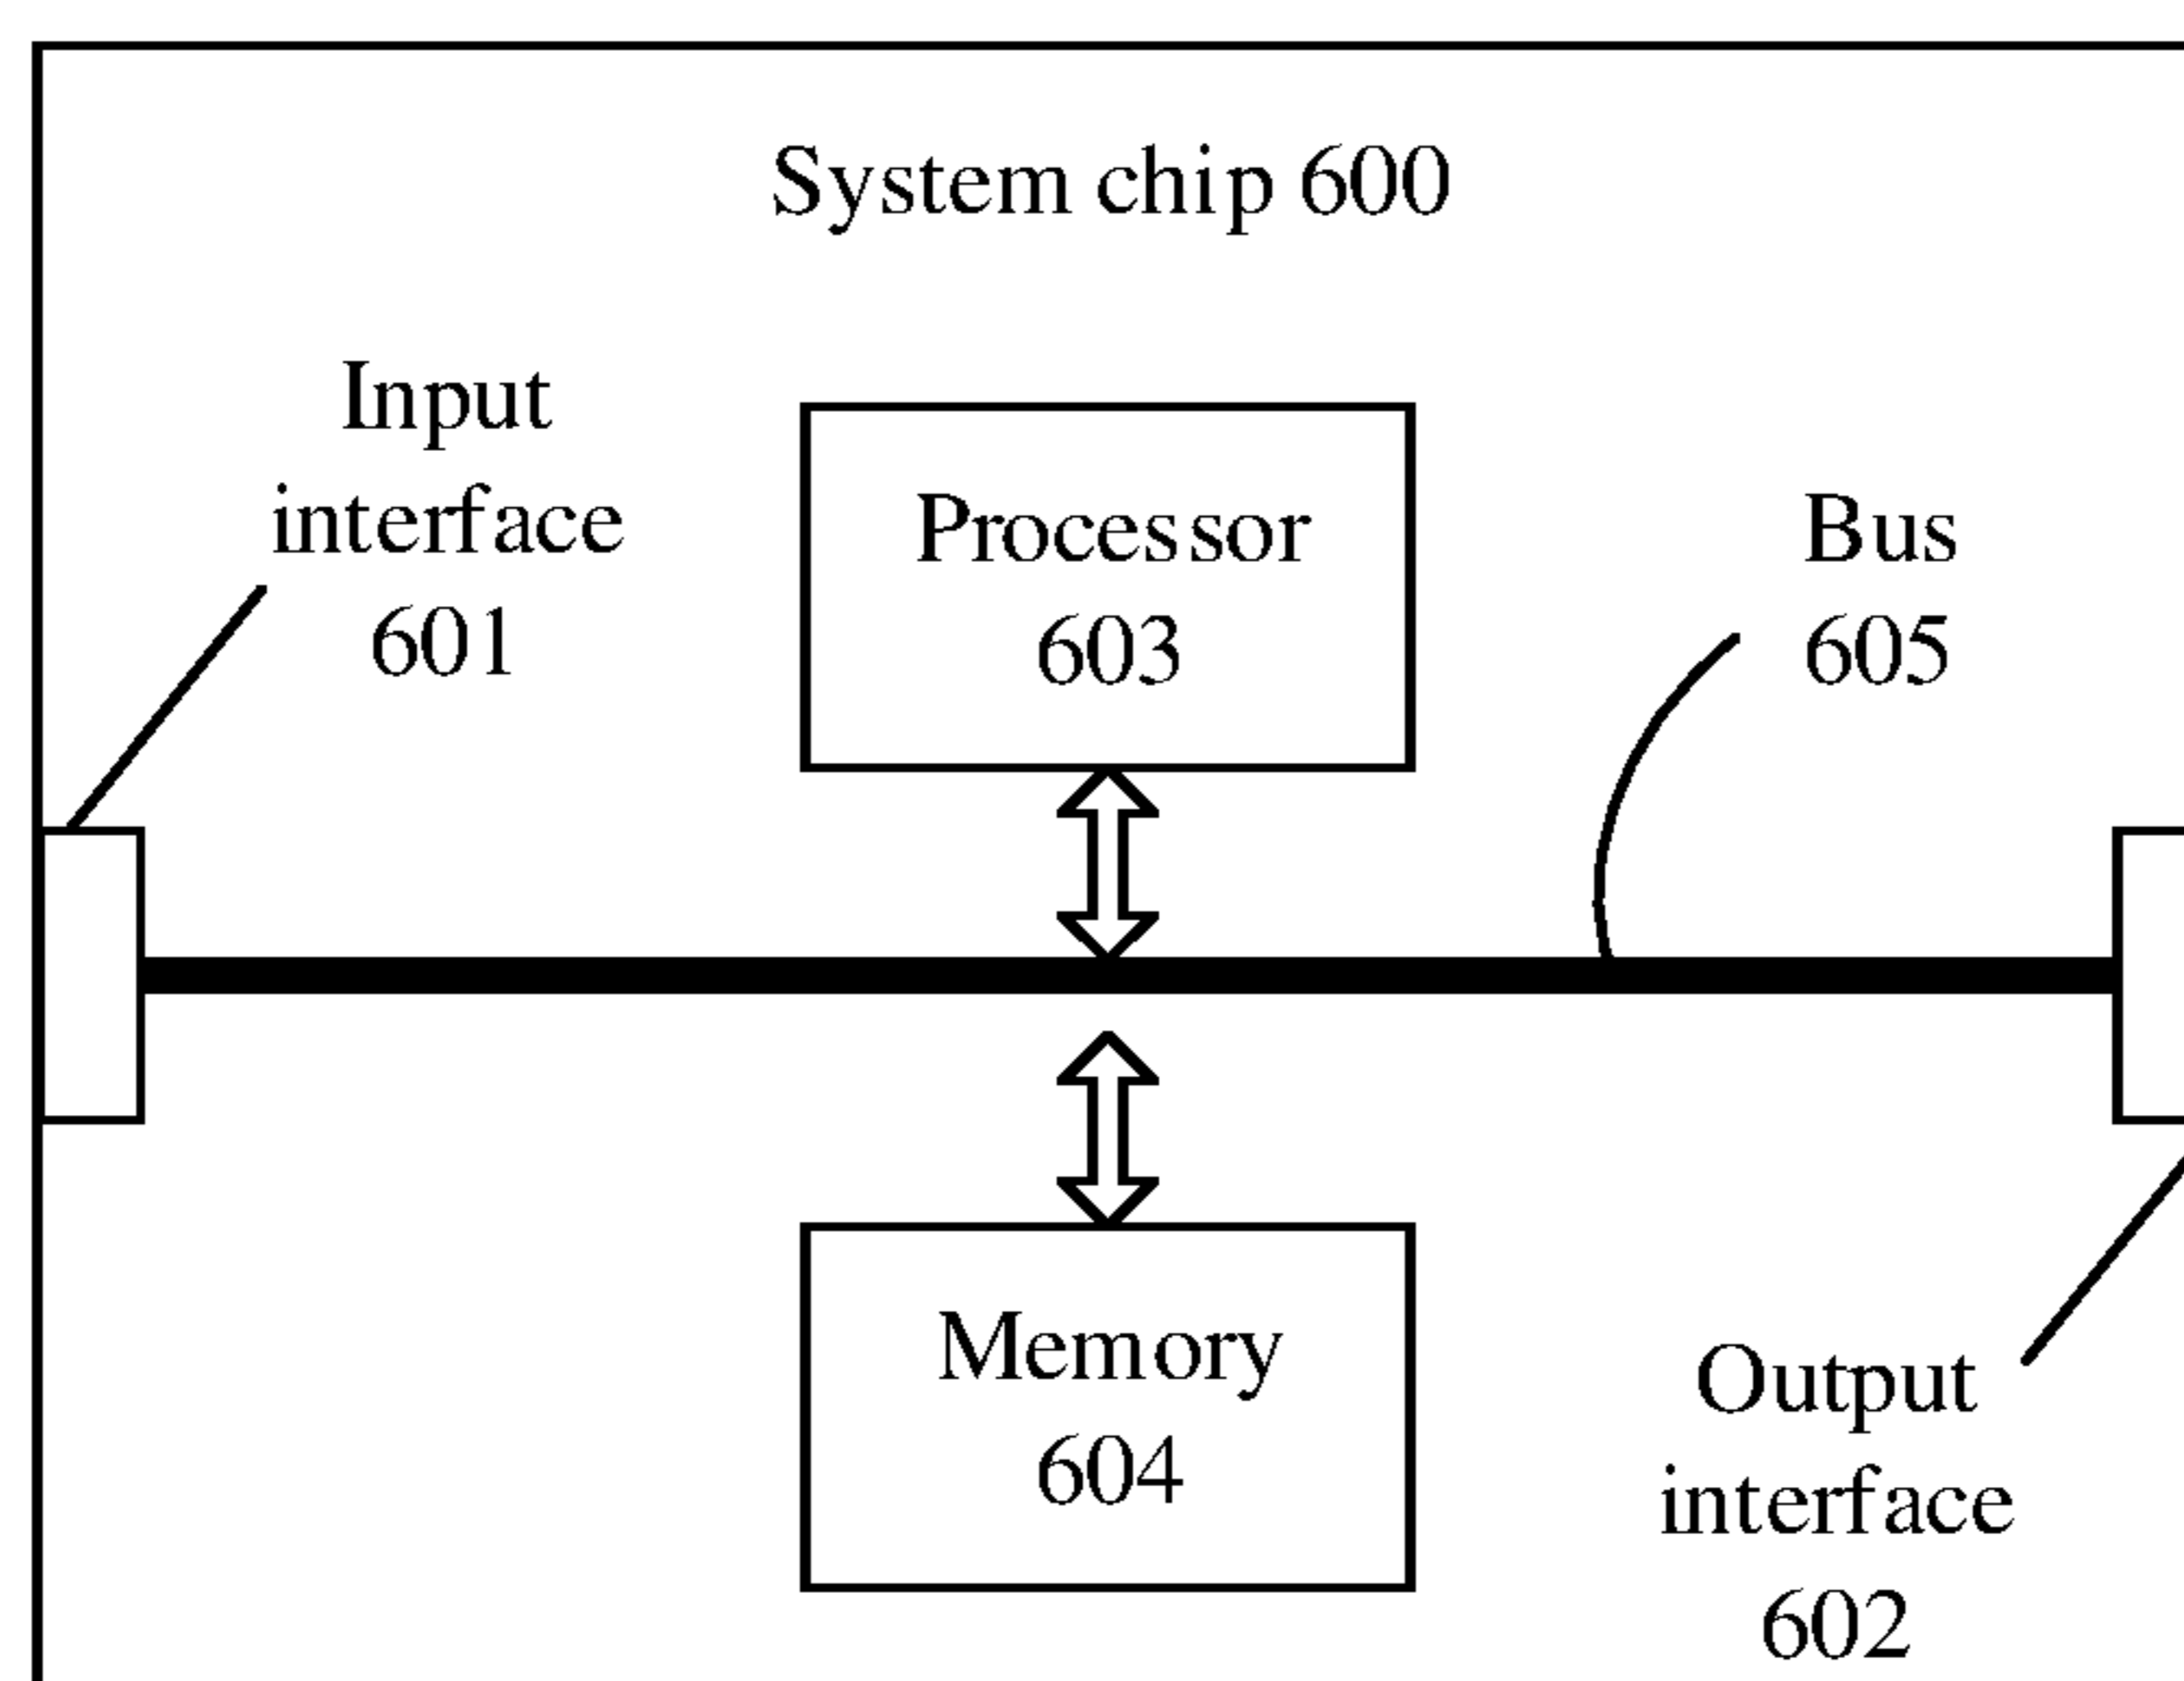 System chip 600
Input
interface
601
Processor
603
Bus
605
Memory
604
Output
interface
602